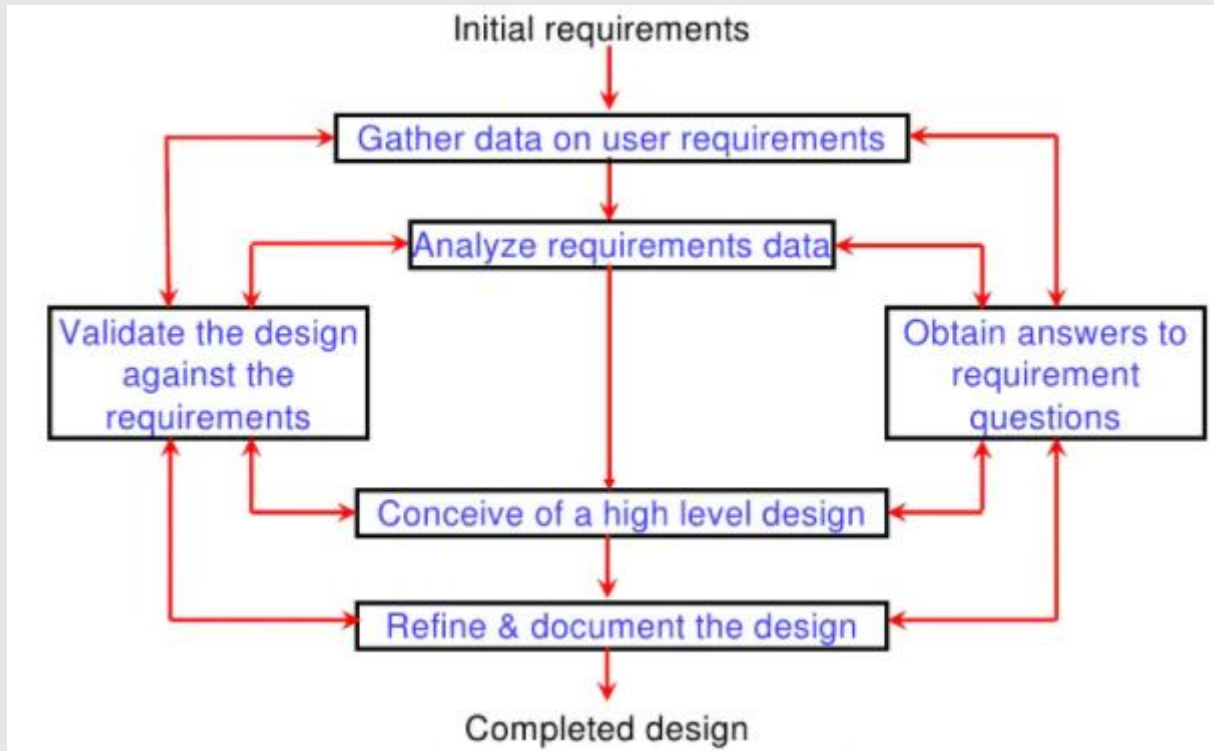 Initial requirements
Gather data on user requirements
Analyze requirements data
Validate the design
against the
requirements
Obtain answers to
requirement
questions
Conceive of a high level design
Refine & document the design
Completed design